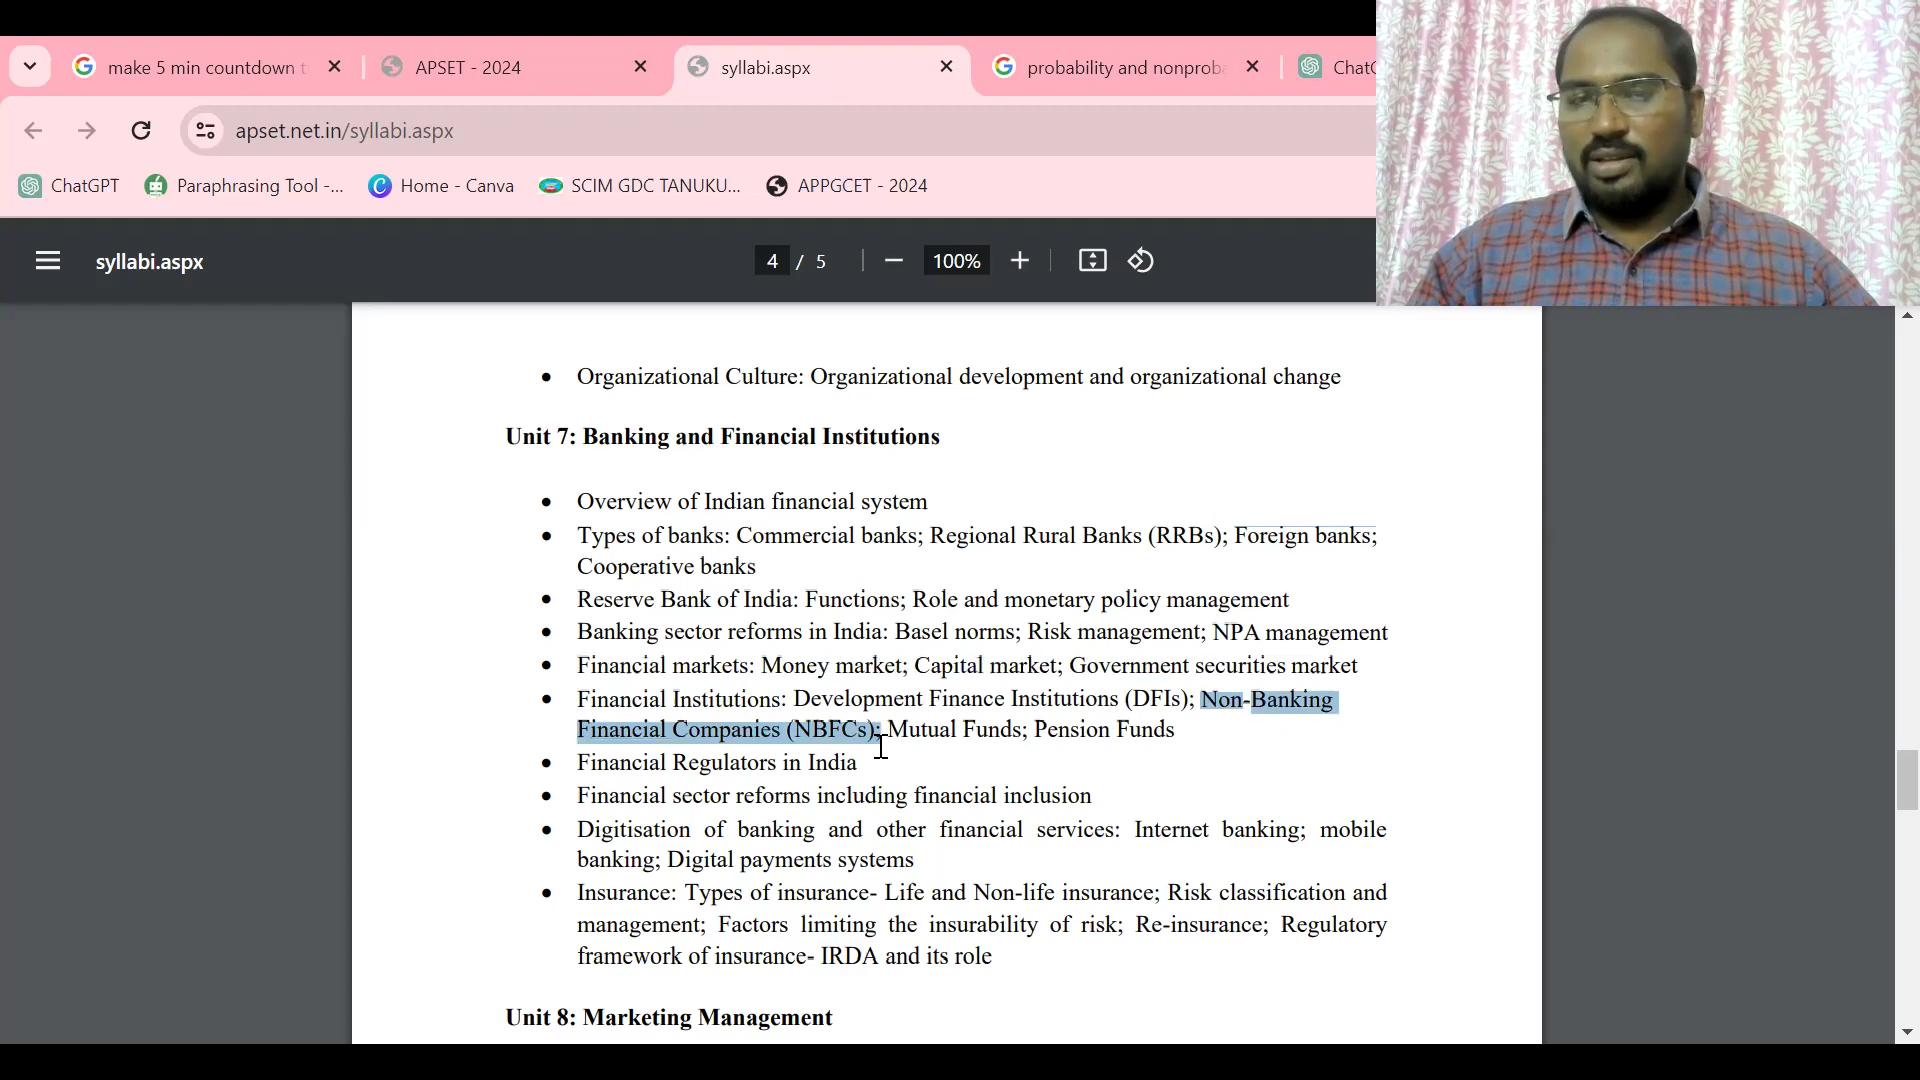 make 5 min countdown
APSET - 2024
syllabi.aspx
probability and nonproba
ChatG
apset.net.in/syllabi.aspx
ChatGPT
Paraphrasing Tool -...
Home - Canva
SCIM GDC TANUKU...
APPGCET - 2024
syllabi.aspx
4 / 5
100%
• Organizational Culture: Organizational development and organizational change
Unit 7: Banking and Financial Institutions
• Overview of Indian financial system
• Types of banks: Commercial banks; Regional Rural Banks (RRBs); Foreign banks;
Cooperative banks
• Reserve Bank of India: Functions; Role and monetary policy management
• Banking sector reforms in India: Basel norms; Risk management; NPA management
• Financial markets: Money market; Capital market; Government securities market
• Financial Institutions: Development Finance Institutions (DFIs); Non-Banking
Financial Companies (NBFCs); Mutual Funds; Pension Funds
• Financial Regulators in India
• Financial sector reforms including financial inclusion
• Digitisation of banking and other financial services: Internet banking; mobile
banking; Digital payments systems
• Insurance: Types of insurance- Life and Non-life insurance; Risk classification and
management; Factors limiting the insurability of risk; Re-insurance; Regulatory
framework of insurance- IRDA and its role
Unit 8: Marketing Management